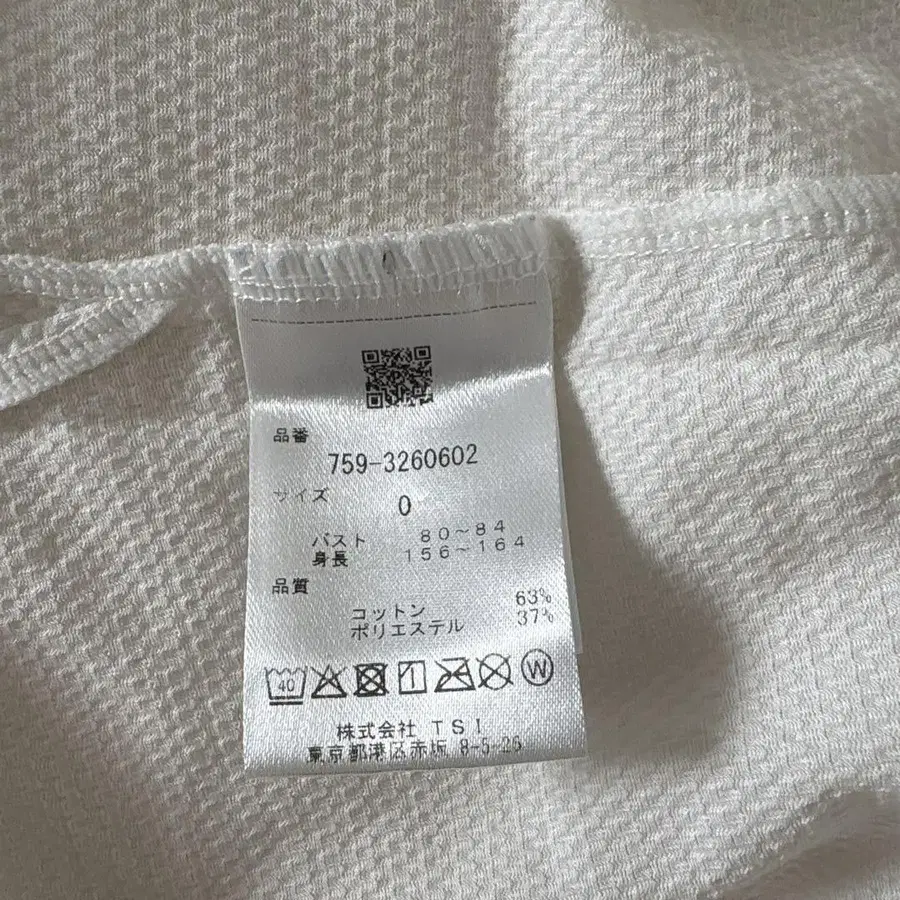 品番
759-3260602
サイズ
0
バスト 80～84
身長 156～164
品質
コットン 63%
ポリエステル 37%
40 W
株式会社 TSI
東京都港区赤坂 8-5-26